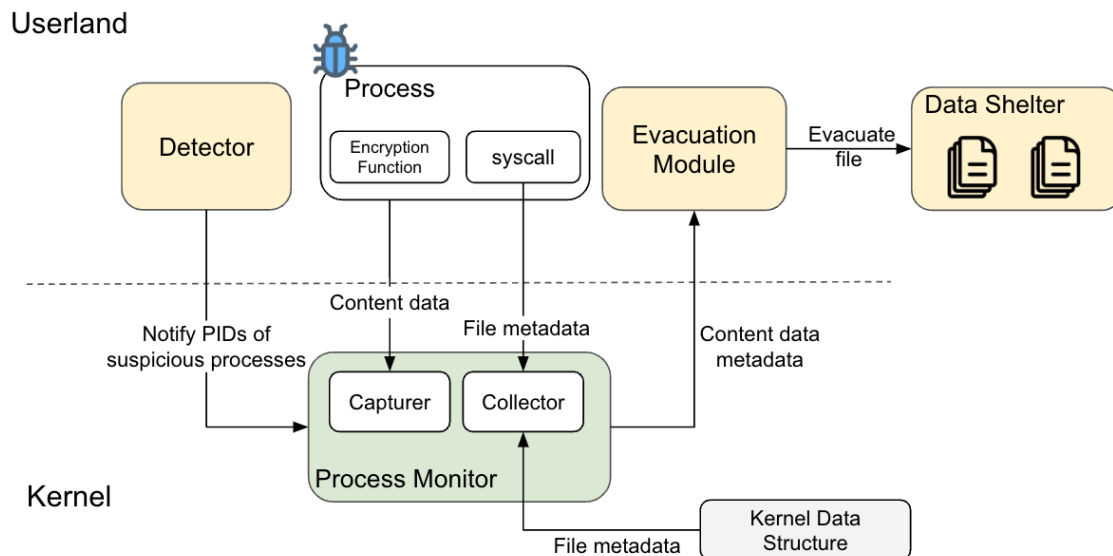 Userland
Detector
Process
Encryption
Function
syscall
Evacuation
Module
Evacuate
file
Data Shelter
Notify PIDs of
suspicious processes
Content data
File metadata
Content data
metadata
Capturer
Collector
Process Monitor
Kernel
File metadata
Kernel Data
Structure